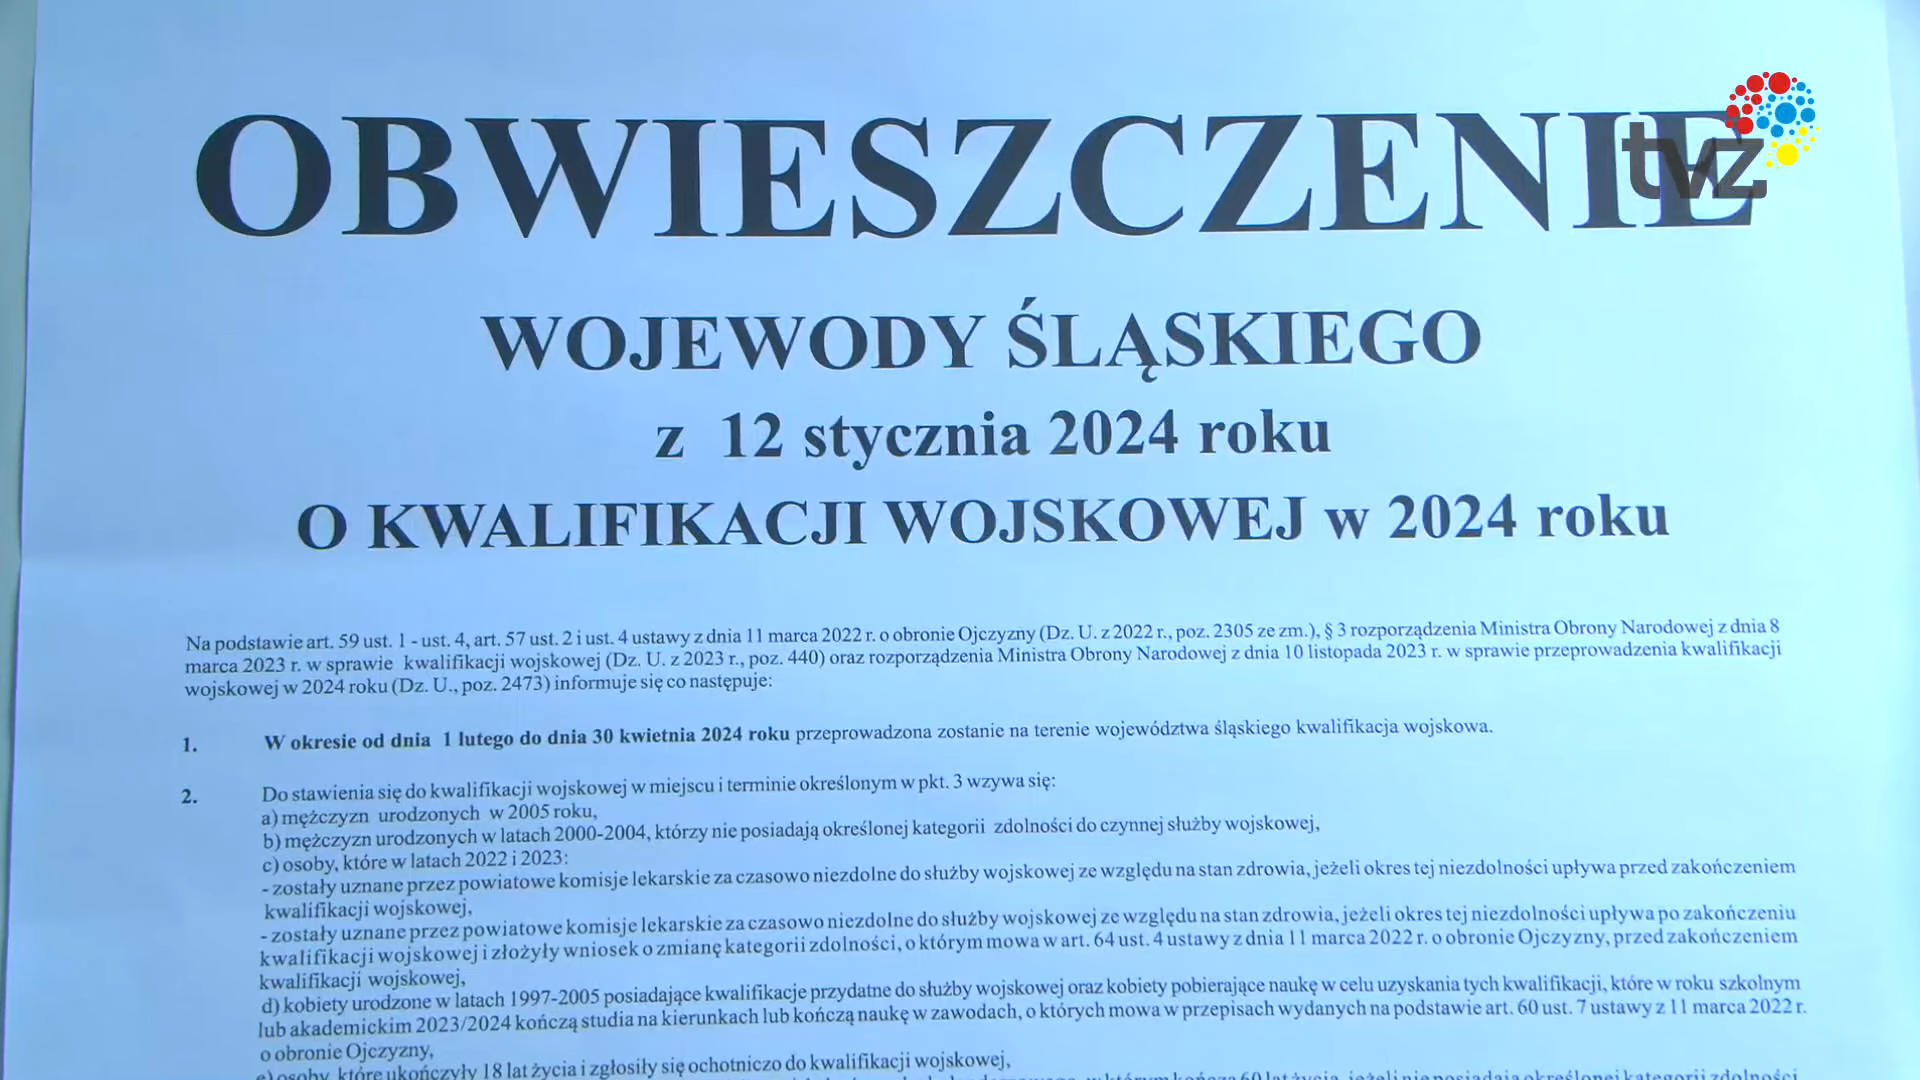 OBWIESZCZENIE
tvz
WOJEWODY ŚLĄSKIEGO
z 12 stycznia 2024 roku
O KWALIFIKACJI WOJSKOWEJ w 2024 roku
Na podstawie art. 59 ust. 1 - ust. 4, art. 57 ust. 2 i ust. 4 ustawy z dnia 11 marca 2022 r. o obronie Ojczyzny (Dz. U. z 2022 r., poz. 2305 ze zm.), § 3 rozporządzenia Ministra Obrony Narodowej z dnia 8
marca 2023 r. w sprawie kwalifikacji wojskowej (Dz. U. z 2023 r., poz. 440) oraz rozporządzenia Ministra Obrony Narodowej z dnia 10 listopada 2023 r. w sprawie przeprowadzenia kwalifikacji
wojskowej w 2024 roku (Dz. U., poz. 2473) informuje się co następuje:
1. W okresie od dnia 1 lutego do dnia 30 kwietnia 2024 roku przeprowadzona zostanie na terenie województwa śląskiego kwalifikacja wojskowa.
2. Do stawienia się do kwalifikacji wojskowej w miejscu i terminie określonym w pkt. 3 wzywa się:
a) mężczyzn urodzonych w 2005 roku,
b) mężczyzn urodzonych w latach 2000-2004, którzy nie posiadają określonej kategorii zdolności do czynnej służby wojskowej,
c) osoby, które w latach 2022 i 2023:
- zostały uznane przez powiatowe komisje lekarskie za czasowo niezdolne do służby wojskowej ze względu na stan zdrowia, jeżeli okres tej niezdolności upływa przed zakończeniem
kwalifikacji wojskowej,
- zostały uznane przez powiatowe komisje lekarskie za czasowo niezdolne do służby wojskowej ze względu na stan zdrowia, jeżeli okres tej niezdolności upływa po zakończeniu
kwalifikacji wojskowej i złożyły wniosek o zmianę kategorii zdolności, o którym mowa w art. 64 ust. 4 ustawy z dnia 11 marca 2022 r. o obronie Ojczyzny, przed zakończeniem
kwalifikacji wojskowej,
d) kobiety urodzone w latach 1997-2005 posiadające kwalifikacje przydatne do służby wojskowej oraz kobiety pobierające naukę w celu uzyskania tych kwalifikacji, które w roku szkolnym
lub akademickim 2023/2024 kończą studia na kierunkach lub kończą naukę w zawodach, o których mowa w przepisach wydanych na podstawie art. 60 ust. 7 ustawy z 11 marca 2022 r.
o obronie Ojczyzny,
e) osoby, które ukończyły 18 lat życia i zgłosiły się ochotniczo do kwalifikacji wojskowej,
w którym kończą 60 lat życia, jeżeli nie posiadają określonej kategorii zdolności